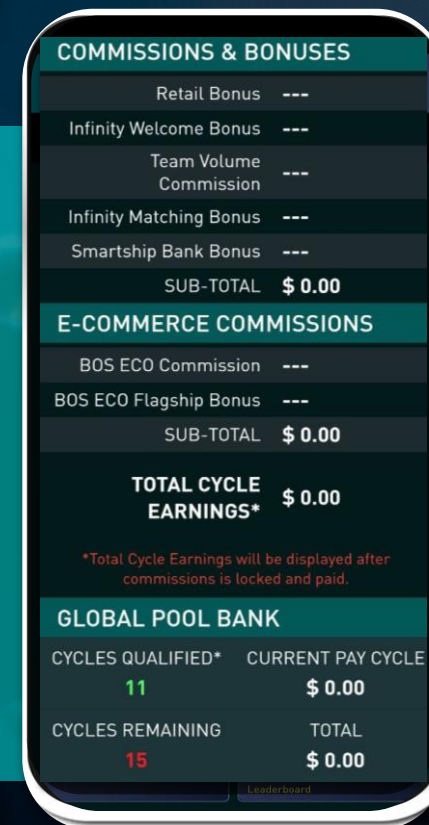 COMMISSIONS & BONUSES
Retail Bonus ---
Infinity Welcome Bonus ---
Team Volume
Commission ---
Infinity Matching Bonus ---
Smartship Bank Bonus ---
SUB-TOTAL $ 0.00
E-COMMERCE COMMISSIONS
BOS ECO Commission ---
BOS ECO Flagship Bonus ---
SUB-TOTAL $ 0.00
TOTAL CYCLE
EARNINGS* $ 0.00
*Total Cycle Earnings will be displayed after
commissions is locked and paid.
GLOBAL POOL BANK
CYCLES QUALIFIED* CURRENT PAY CYCLE
11 $ 0.00
CYCLES REMAINING TOTAL
15 $ 0.00
Leaderboard